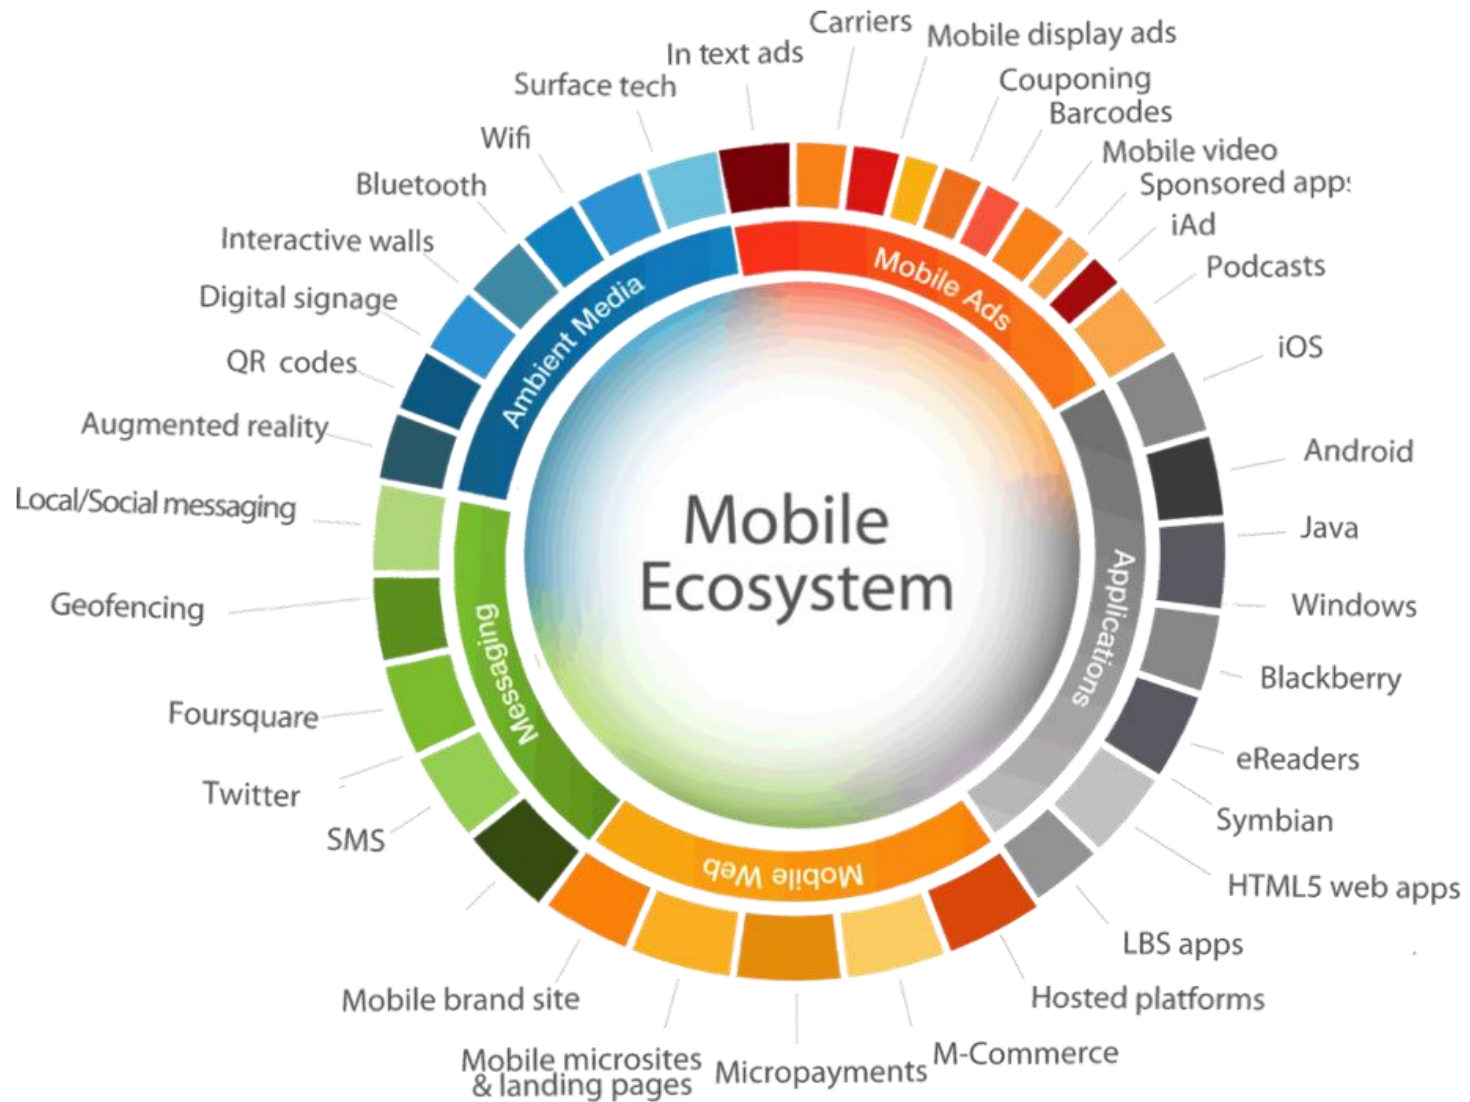 Carriers
Mobile display ads
In text ads
Couponing
Surface tech
Barcodes
Wifi
Mobile video
Sponsored apps
Bluetooth
iAd
Interactive walls
Podcasts
Digital signage
iOS
QR codes
Augmented reality
Android
Local/Social messaging
Java
Geofencing
Windows
Blackberry
Foursquare
eReaders
Twitter
Symbian
SMS
HTML5 web apps
LBS apps
Mobile brand site
Hosted platforms
Mobile microsites
& landing pages
Micropayments
M-Commerce
Mobile Ads
Ambient Media
Applications
Messaging
Mobile Web
Mobile
Ecosystem